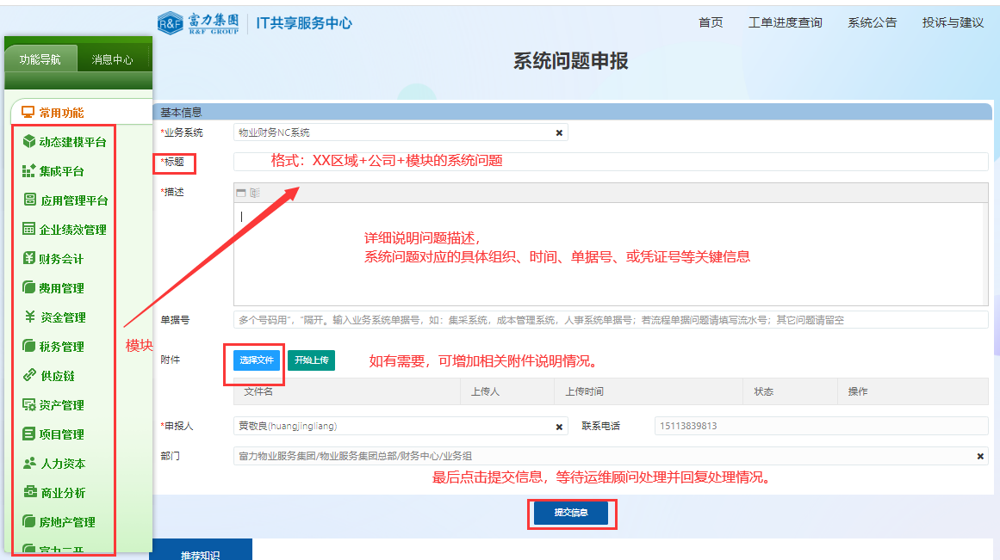 R&F 富力集团 R&F GROUP IT共享服务中心
首页 工单进度查询 系统公告 投诉与建议
功能导航 消息中心
系统问题申报
常用功能
动态建模平台
集成平台
应用管理平台
企业绩效管理
财务会计
费用管理
资金管理
税务管理
供应链
资产管理
项目管理
人力资本
商业分析
房地产管理
富力二开
模块
基本信息
*业务系统 物业财务NC系统
*标题 格式：XX区域+公司+模块的系统问题
*描述
详细说明问题描述，
系统问题对应的具体组织、时间、单据号、或凭证号等关键信息
单据号 多个号码用"，"隔开。输入业务系统单据号，如：集采系统，成本管理系统，人事系统单据号；若流程单据问题请填写流水号；其它问题请留空
附件 选择文件 开始上传 如有需要，可增加相关附件说明情况。
文件名 上传人 上传时间 状态 操作
*申报人 黄敬良(huangjingliang) 联系电话 15113839813
部门 富力物业服务集团/物业服务集团总部/财务中心/业务组
最后点击提交信息，等待运维顾问处理并回复处理情况。
提交信息
推荐知识